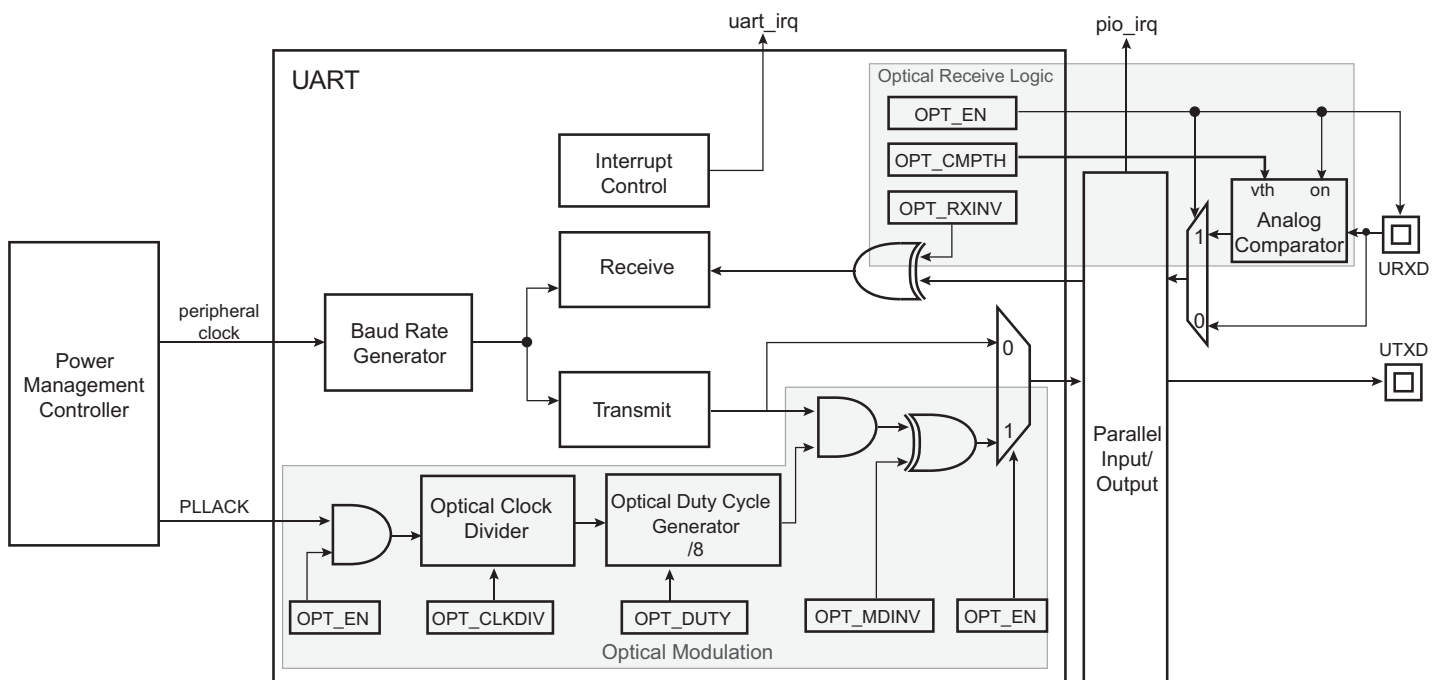 uart_irq
pio_irq
UART
Optical Receive Logic
OPT_EN
OPT_CMPTH
OPT_RXINV
Interrupt
Control
vth
on
Analog
Comparator
1
0
URXD
Receive
peripheral
clock
Baud Rate
Generator
Power
Management
Controller
Transmit
0
1
UTXD
Parallel
Input/
Output
PLLACK
Optical Clock
Divider
Optical Duty Cycle
Generator
/8
OPT_EN
OPT_CLKDIV
OPT_DUTY
OPT_MDINV
OPT_EN
Optical Modulation